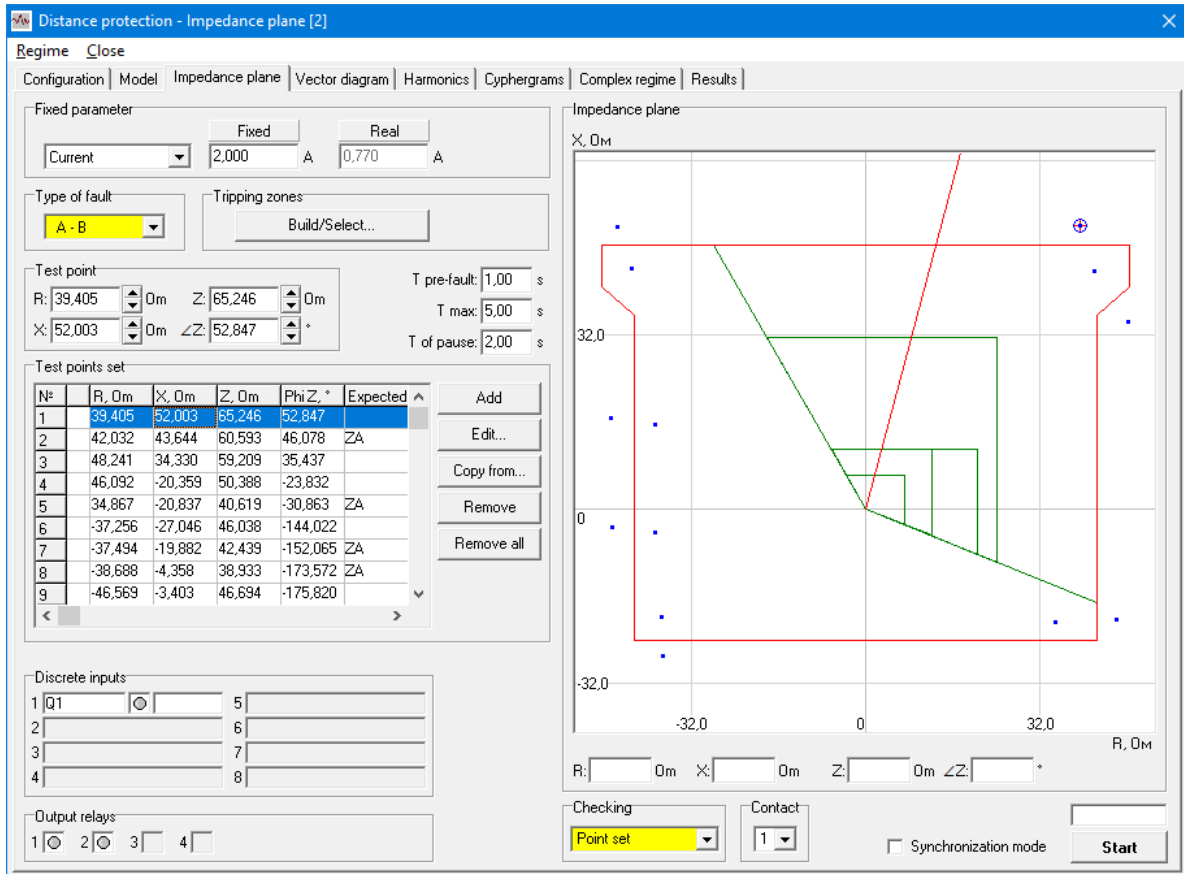 Distance protection - Impedance plane [2]
Regime Close
Configuration Model Impedance plane Vector diagram Harmonics Cyphergrams Complex regime Results
Fixed parameter
Fixed Real
Current 2,000 A 0,770 A
Type of fault
A - B
Tripping zones
Build/Select...
Test point
R: 39,405 Om Z: 65,246 Om
X: 52,003 Om ∠Z: 52,847 °
T pre-fault: 1,00 s
T max: 5,00 s
T of pause: 2,00 s
Test points set
№ R, Om X, Om Z, Om Phi Z, ° Expected
1 39,405 52,003 65,246 52,847
2 42,032 43,644 60,593 46,078 ZA
3 48,241 34,330 59,209 35,437
4 46,092 -20,359 50,388 -23,832
5 34,867 -20,837 40,619 -30,863 ZA
6 -37,256 -27,046 46,038 -144,022
7 -37,494 -19,882 42,439 -152,065 ZA
8 -38,688 -4,358 38,933 -173,572 ZA
9 -46,569 -3,403 46,694 -175,820
Add
Edit...
Copy from...
Remove
Remove all
Discrete inputs
1 Q1 5
2 6
3 7
4 8
Output relays
1 2 3 4
Impedance plane
X, Ом
32,0
0
-32,0
-32,0 0 32,0
R, Ом
R: Om X: Om Z: Om ∠Z: °
Checking
Point set
Contact
1
Synchronization mode
Start